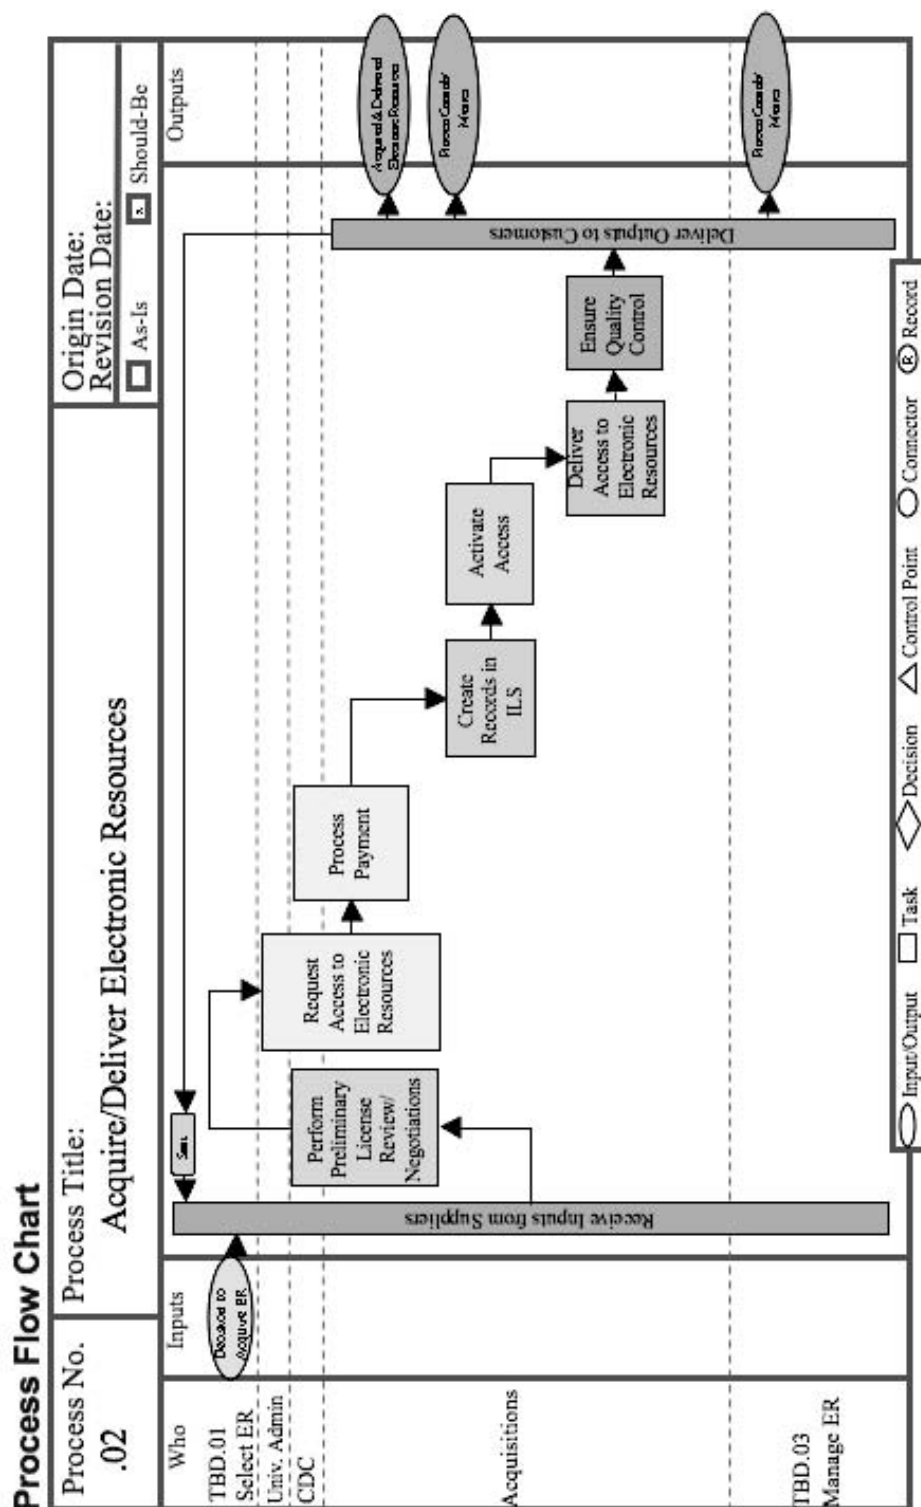 Process Flow Chart
Process No.
.02
Process Title:
Acquire/Deliver Electronic Resources
Origin Date:
Revision Date:
As-Is
Should-Be
Who
Inputs
Outputs
TBD.01
Select ER
Univ. Admin
CDC
Acquisitions
TBD.03
Manage ER
Decision to
Acquire ER
Receive Inputs from Suppliers
Perform
Preliminary
License
Review/
Negotiations
Request
Access to
Electronic
Resources
Process
Payment
Create
Records in
ILS
Activate
Access
Deliver
Access to
Electronic
Resources
Ensure
Quality
Control
Deliver Outputs to Customers
Acquired & Delivered
Electronic Resources
Input/Output
Task
Decision
Control Point
Connector
R
Record